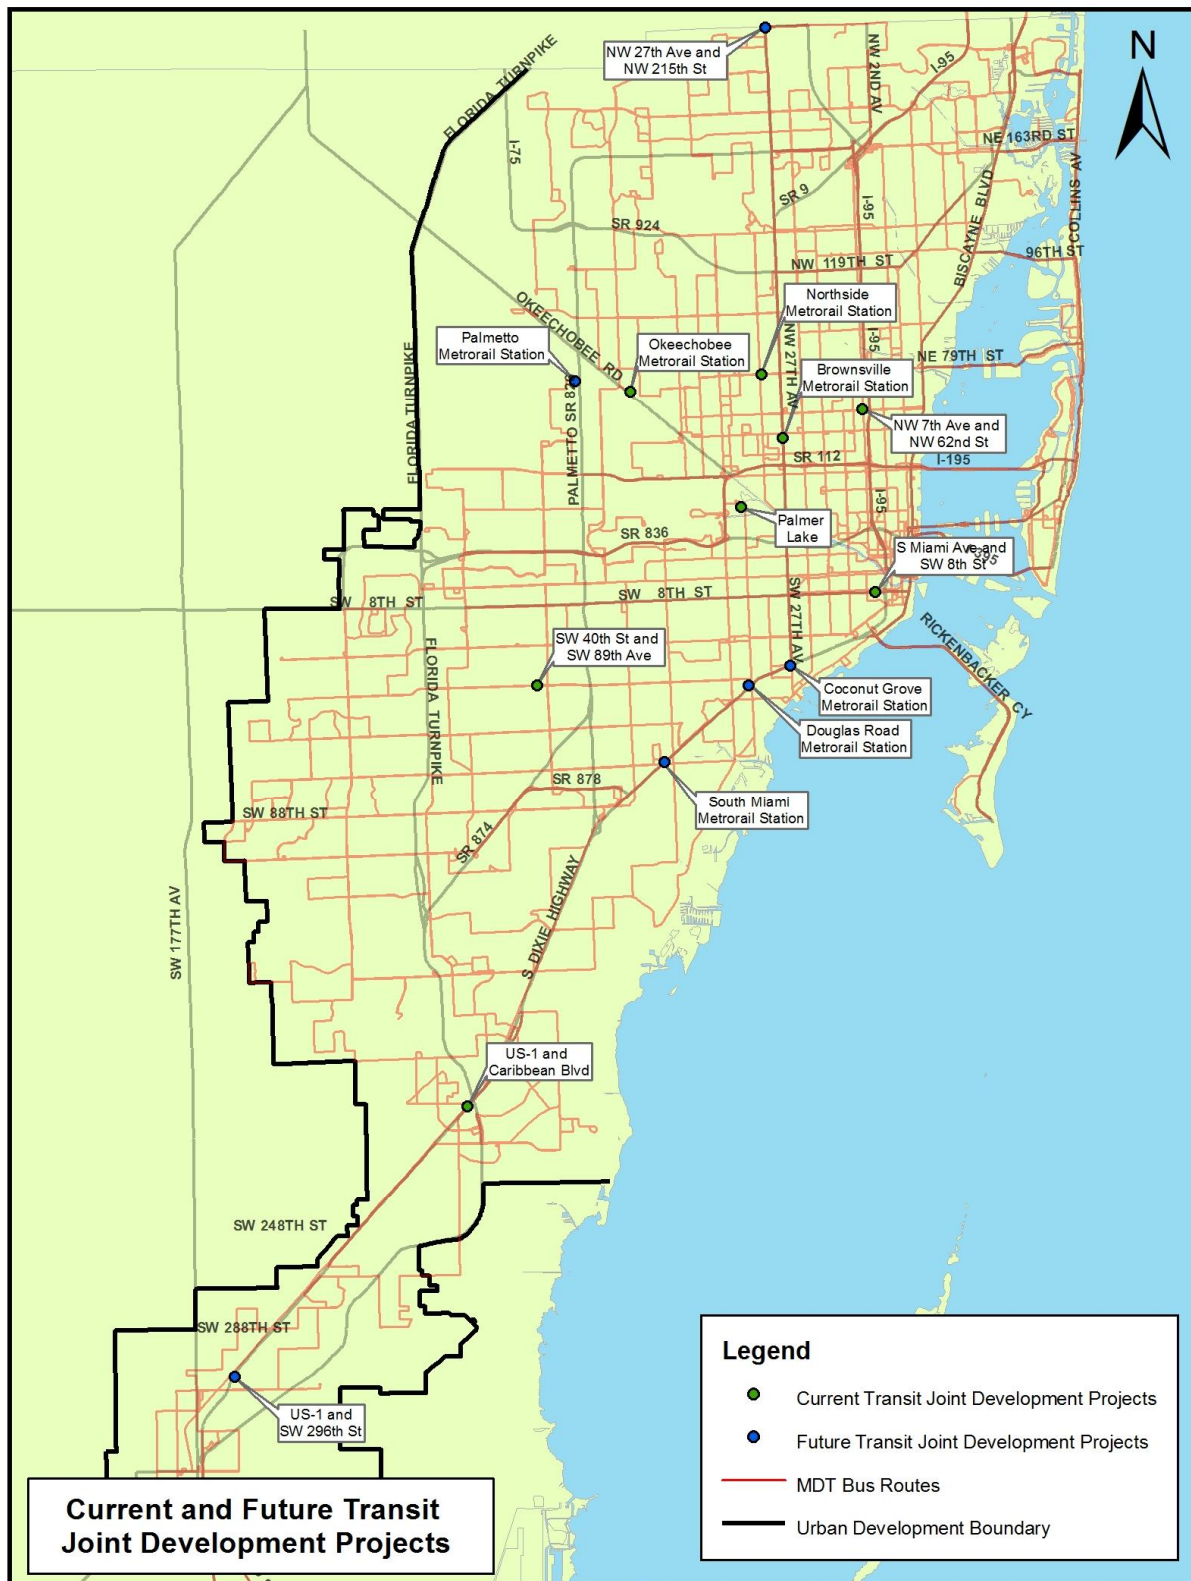 N
NW 27th Ave and
NW 215th St
NW 2ND AV
I-95
FLORIDA TURNPIKE
I-75
NE 163RD ST
COLLINS AV
SR 9
I-95
BISCAYNE BLVD
SR 924
96TH ST
NW 119TH ST
Northside
Metrorail Station
OKEECHOBEE RD
Palmetto
Metrorail Station
Okeechobee
Metrorail Station
NW 27TH AV
I-95
NE 79TH ST
Brownsville
Metrorail Station
FLORIDA TURNPIKE
PALMETTO SR 826
NW 7th Ave and
NW 62nd St
SR 112
I-195
I-95
Palmer
Lake
SR 836
S Miami Ave and
SW 8th St
SW 8TH ST
SW 8TH ST
SW 27TH AV
RICKENBACKER CY
SW 40th St and
SW 89th Ave
FLORIDA TURNPIKE
Coconut Grove
Metrorail Station
Douglas Road
Metrorail Station
SR 878
South Miami
Metrorail Station
SW 88TH ST
SR 874
S DIXIE HIGHWAY
SW 177TH AV
US-1 and
Caribbean Blvd
SW 248TH ST
SW 288TH ST
US-1 and
SW 296th St
Legend
Current Transit Joint Development Projects
Future Transit Joint Development Projects
MDT Bus Routes
Urban Development Boundary
Current and Future Transit
Joint Development Projects